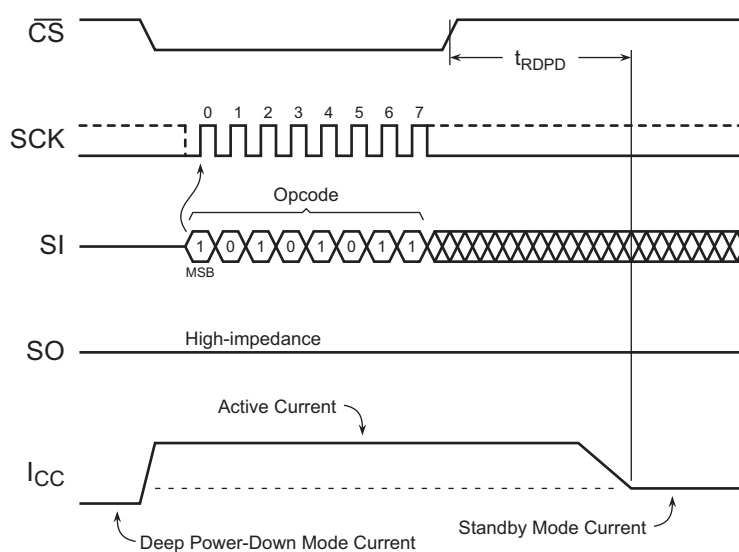 CS
tRDPD
0 1 2 3 4 5 6 7
SCK
Opcode
SI
1 0 1 0 1 0 1 1
MSB
High-impedance
SO
Active Current
ICC
Standby Mode Current
Deep Power-Down Mode Current